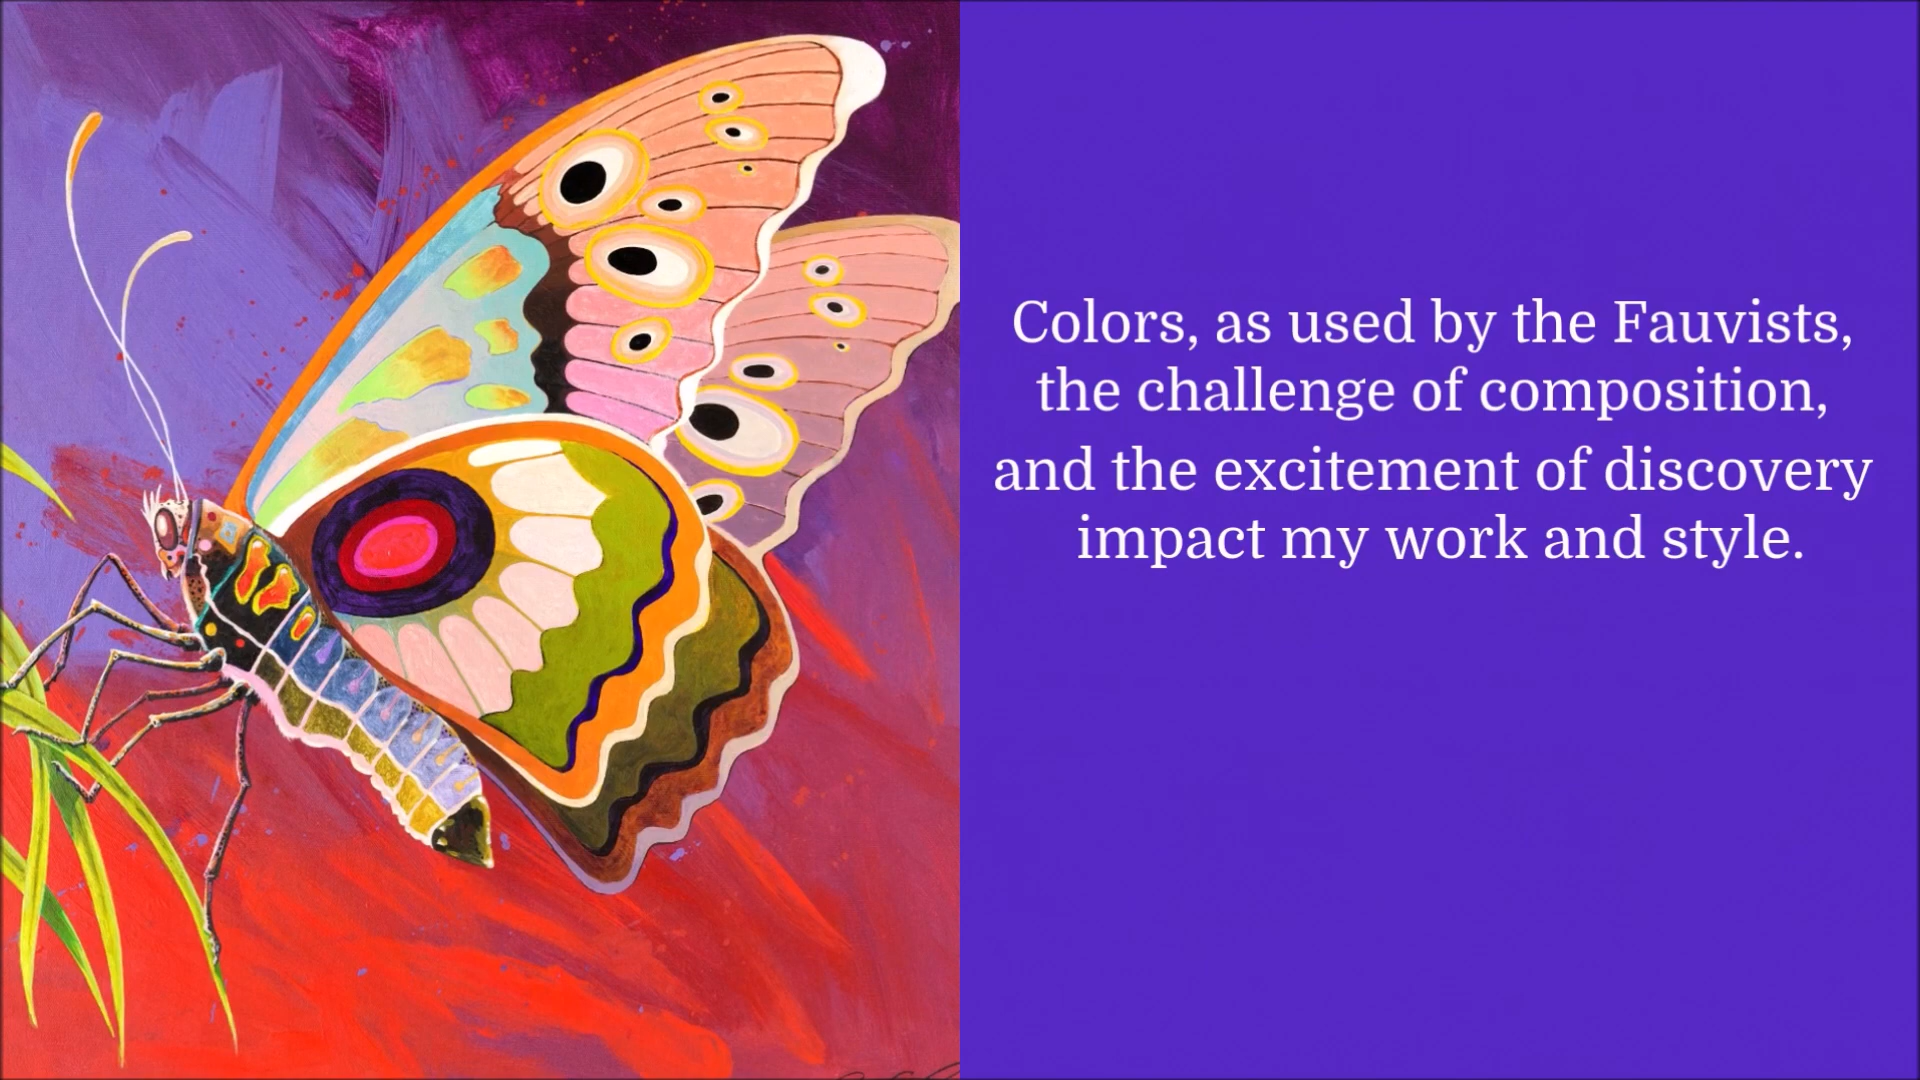 Colors, as used by the Fauvists,
the challenge of composition,
and the excitement of discovery
impact my work and style.